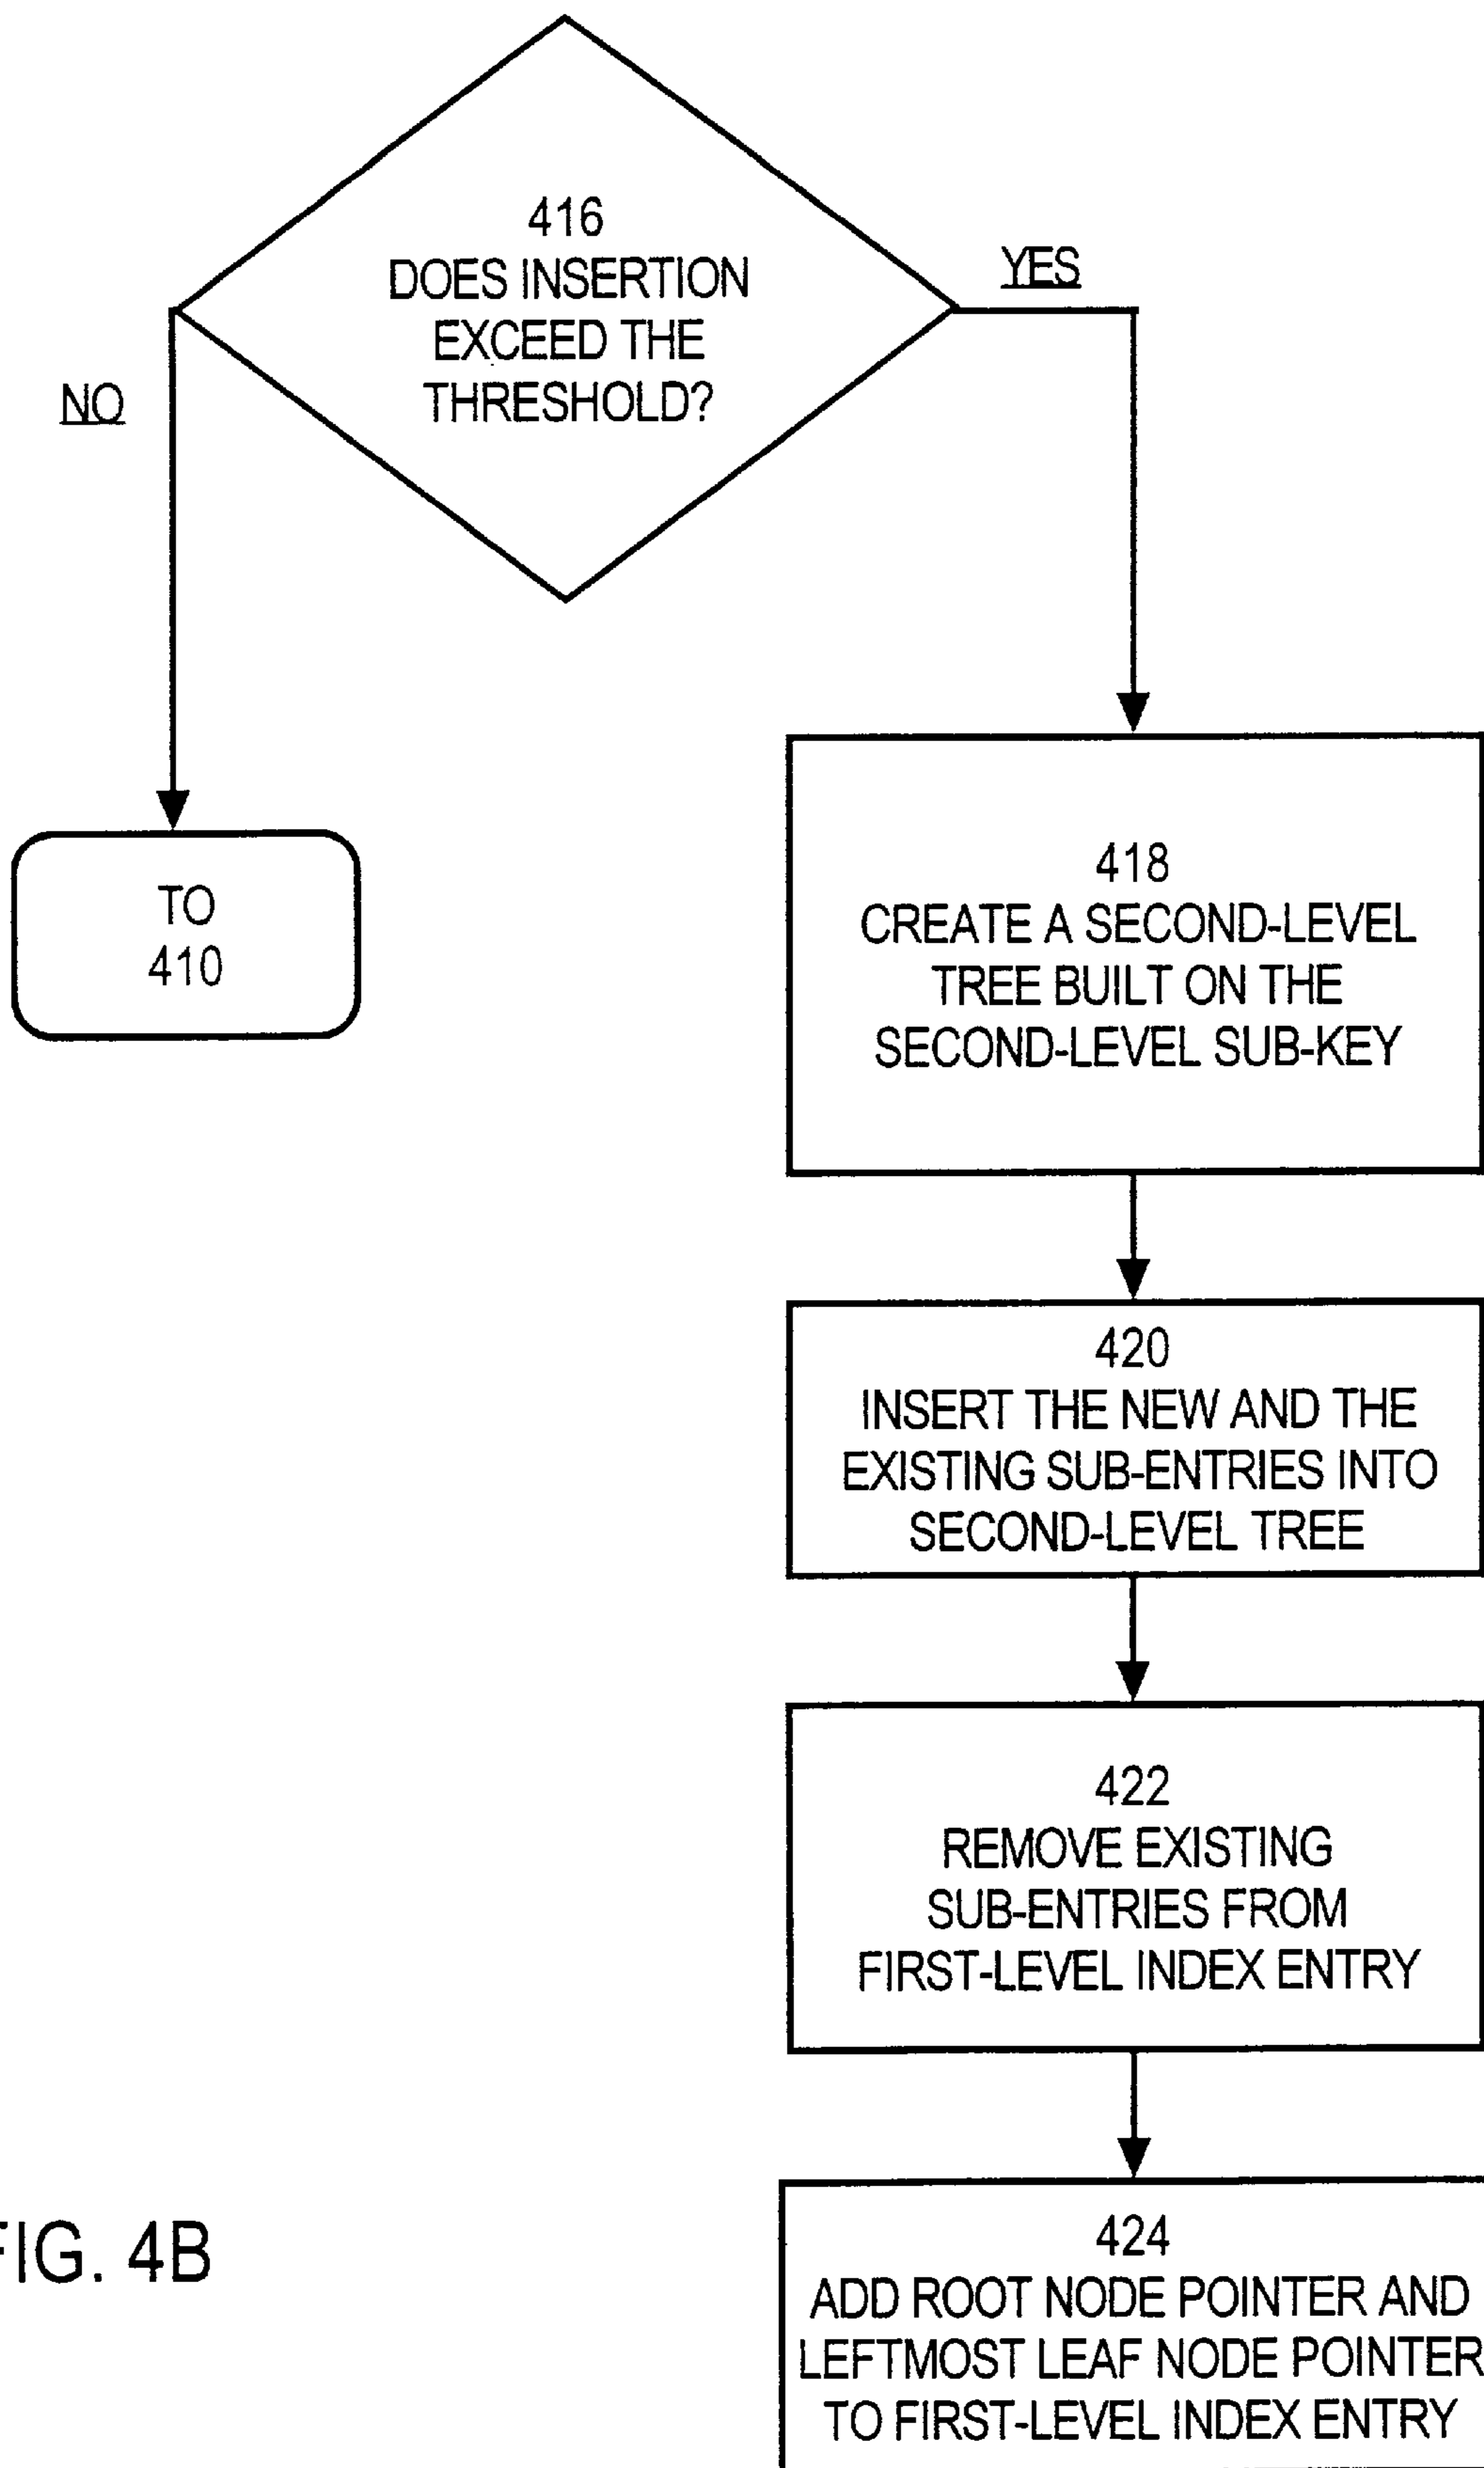 416
DOES INSERTION
EXCEED THE
THRESHOLD?
YES
NO
TO
410
418
CREATE A SECOND-LEVEL
TREE BUILT ON THE
SECOND-LEVEL SUB-KEY
420
INSERT THE NEW AND THE
EXISTING SUB-ENTRIES INTO
SECOND-LEVEL TREE
422
REMOVE EXISTING
SUB-ENTRIES FROM
FIRST-LEVEL INDEX ENTRY
FIG. 4B
424
ADD ROOT NODE POINTER AND
LEFTMOST LEAF NODE POINTER
TO FIRST-LEVEL INDEX ENTRY